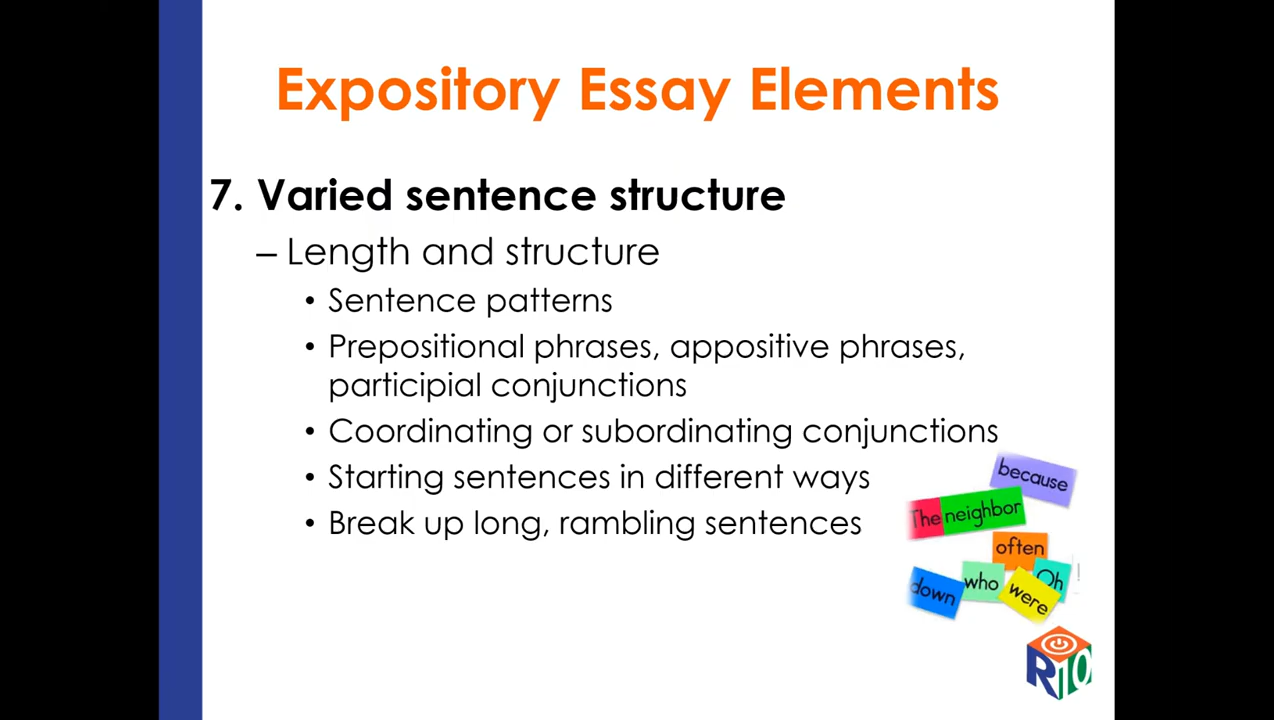 Expository Essay Elements
7. Varied sentence structure
– Length and structure
• Sentence patterns
• Prepositional phrases, appositive phrases,
participial conjunctions
• Coordinating or subordinating conjunctions
• Starting sentences in different ways
• Break up long, rambling sentences
because
The neighbor
often
Oh !
down who were
R10